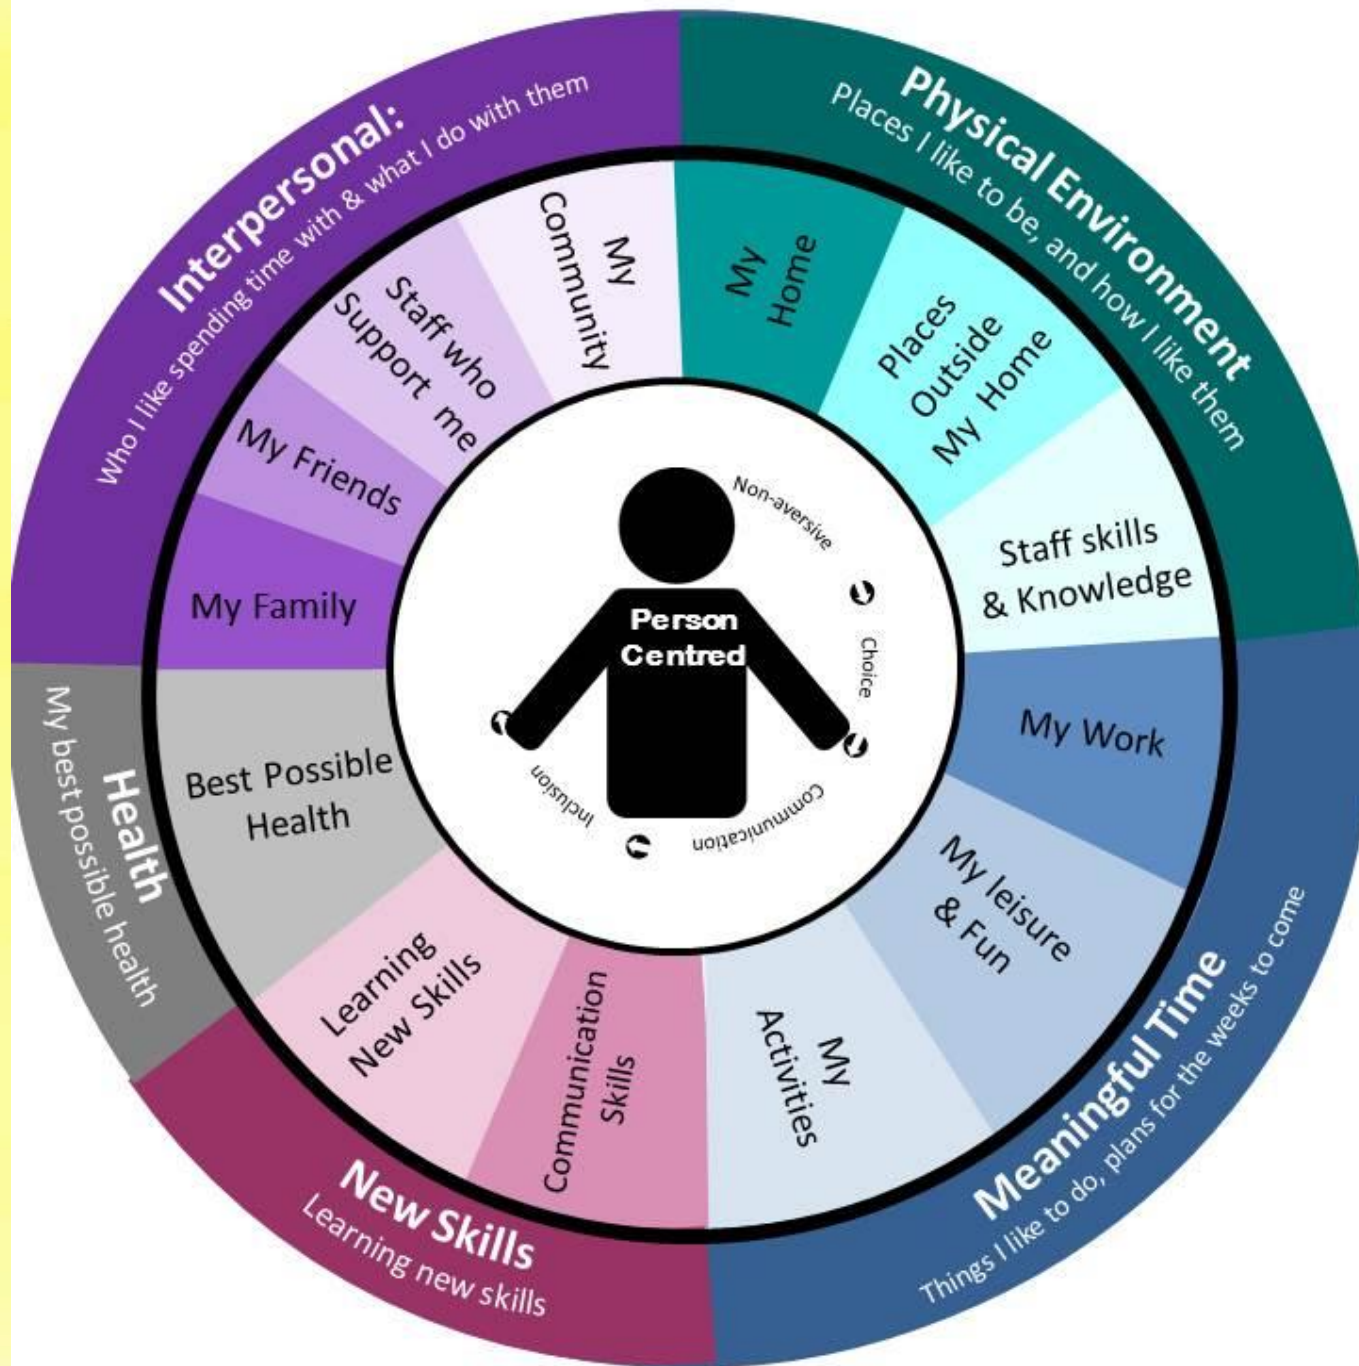 Interpersonal:
Who I like spending time with & what I do with them
Physical Environment
Places I like to be, and how I like them
Meaningful Time
Things I like to do, plans for the weeks to come
New Skills
Learning new skills
Health
My best possible health
My
Home
Places
Outside
My Home
Staff skills
& Knowledge
My Work
My leisure
& Fun
My
Activities
Communication
Skills
Learning
New Skills
Best Possible
Health
My Family
My Friends
Staff who
Support me
My
Community
Person
Centred
Non-aversive
Choice
Communication
Inclusion